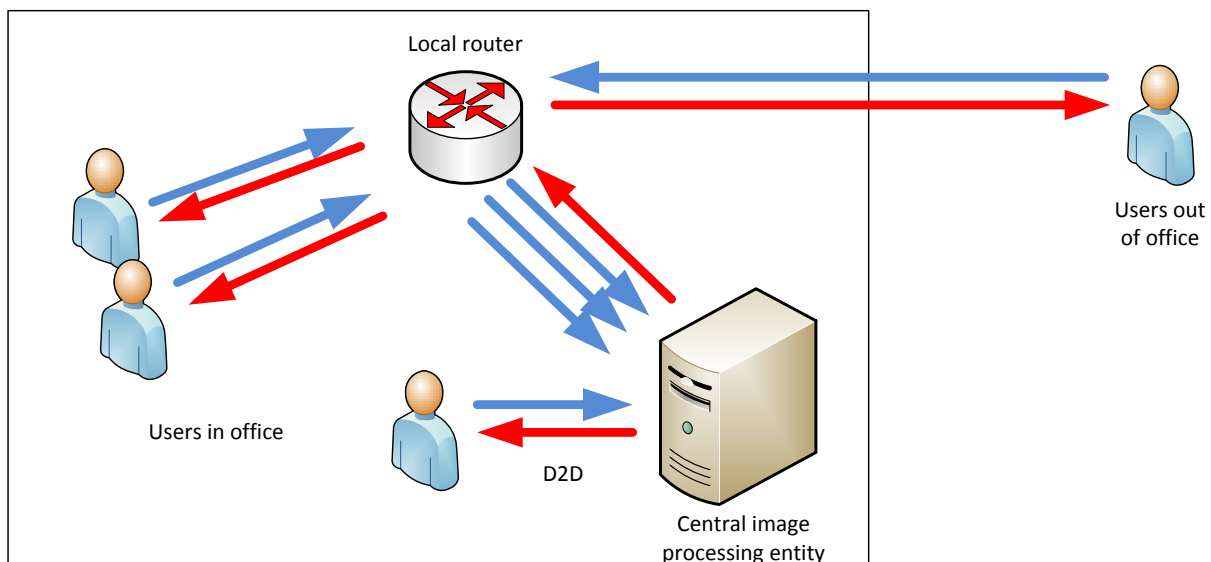 Local router
Users out
of office
Users in office
D2D
Central image
processing entity